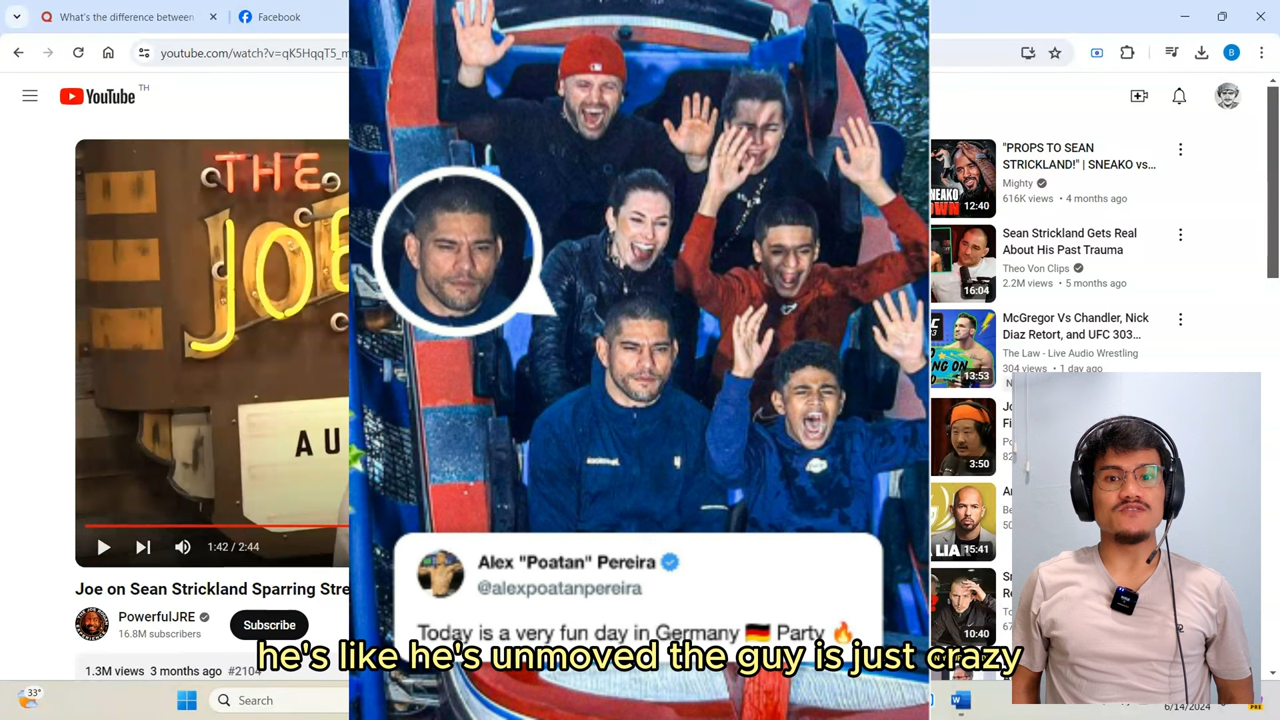 What's the difference between
Facebook
youtube.com/watch?v=qK5HqqT5_m
B
YouTube TH
THE
JOE
AU
1:42 / 2:44
Joe on Sean Strickland Sparring Stre
PowerfulJRE
16.8M subscribers
Subscribe
1.3M views 3 months ago #2104
Alex "Poatan" Pereira
@alexpoatanpereira
Today is a very fun day in Germany 🇩🇪 Party 🔥
he's like he's unmoved the guy is just crazy
"PROPS TO SEAN
STRICKLAND!" | SNEAKO vs...
Mighty
616K views • 4 months ago
12:40
Sean Strickland Gets Real
About His Past Trauma
Theo Von Clips
2.2M views • 5 months ago
16:04
McGregor Vs Chandler, Nick
Diaz Retort, and UFC 303...
The Law - Live Audio Wrestling
304 views • 1 day ago
13:53
3:50
15:41
10:40
33°
Search
6/14/2024